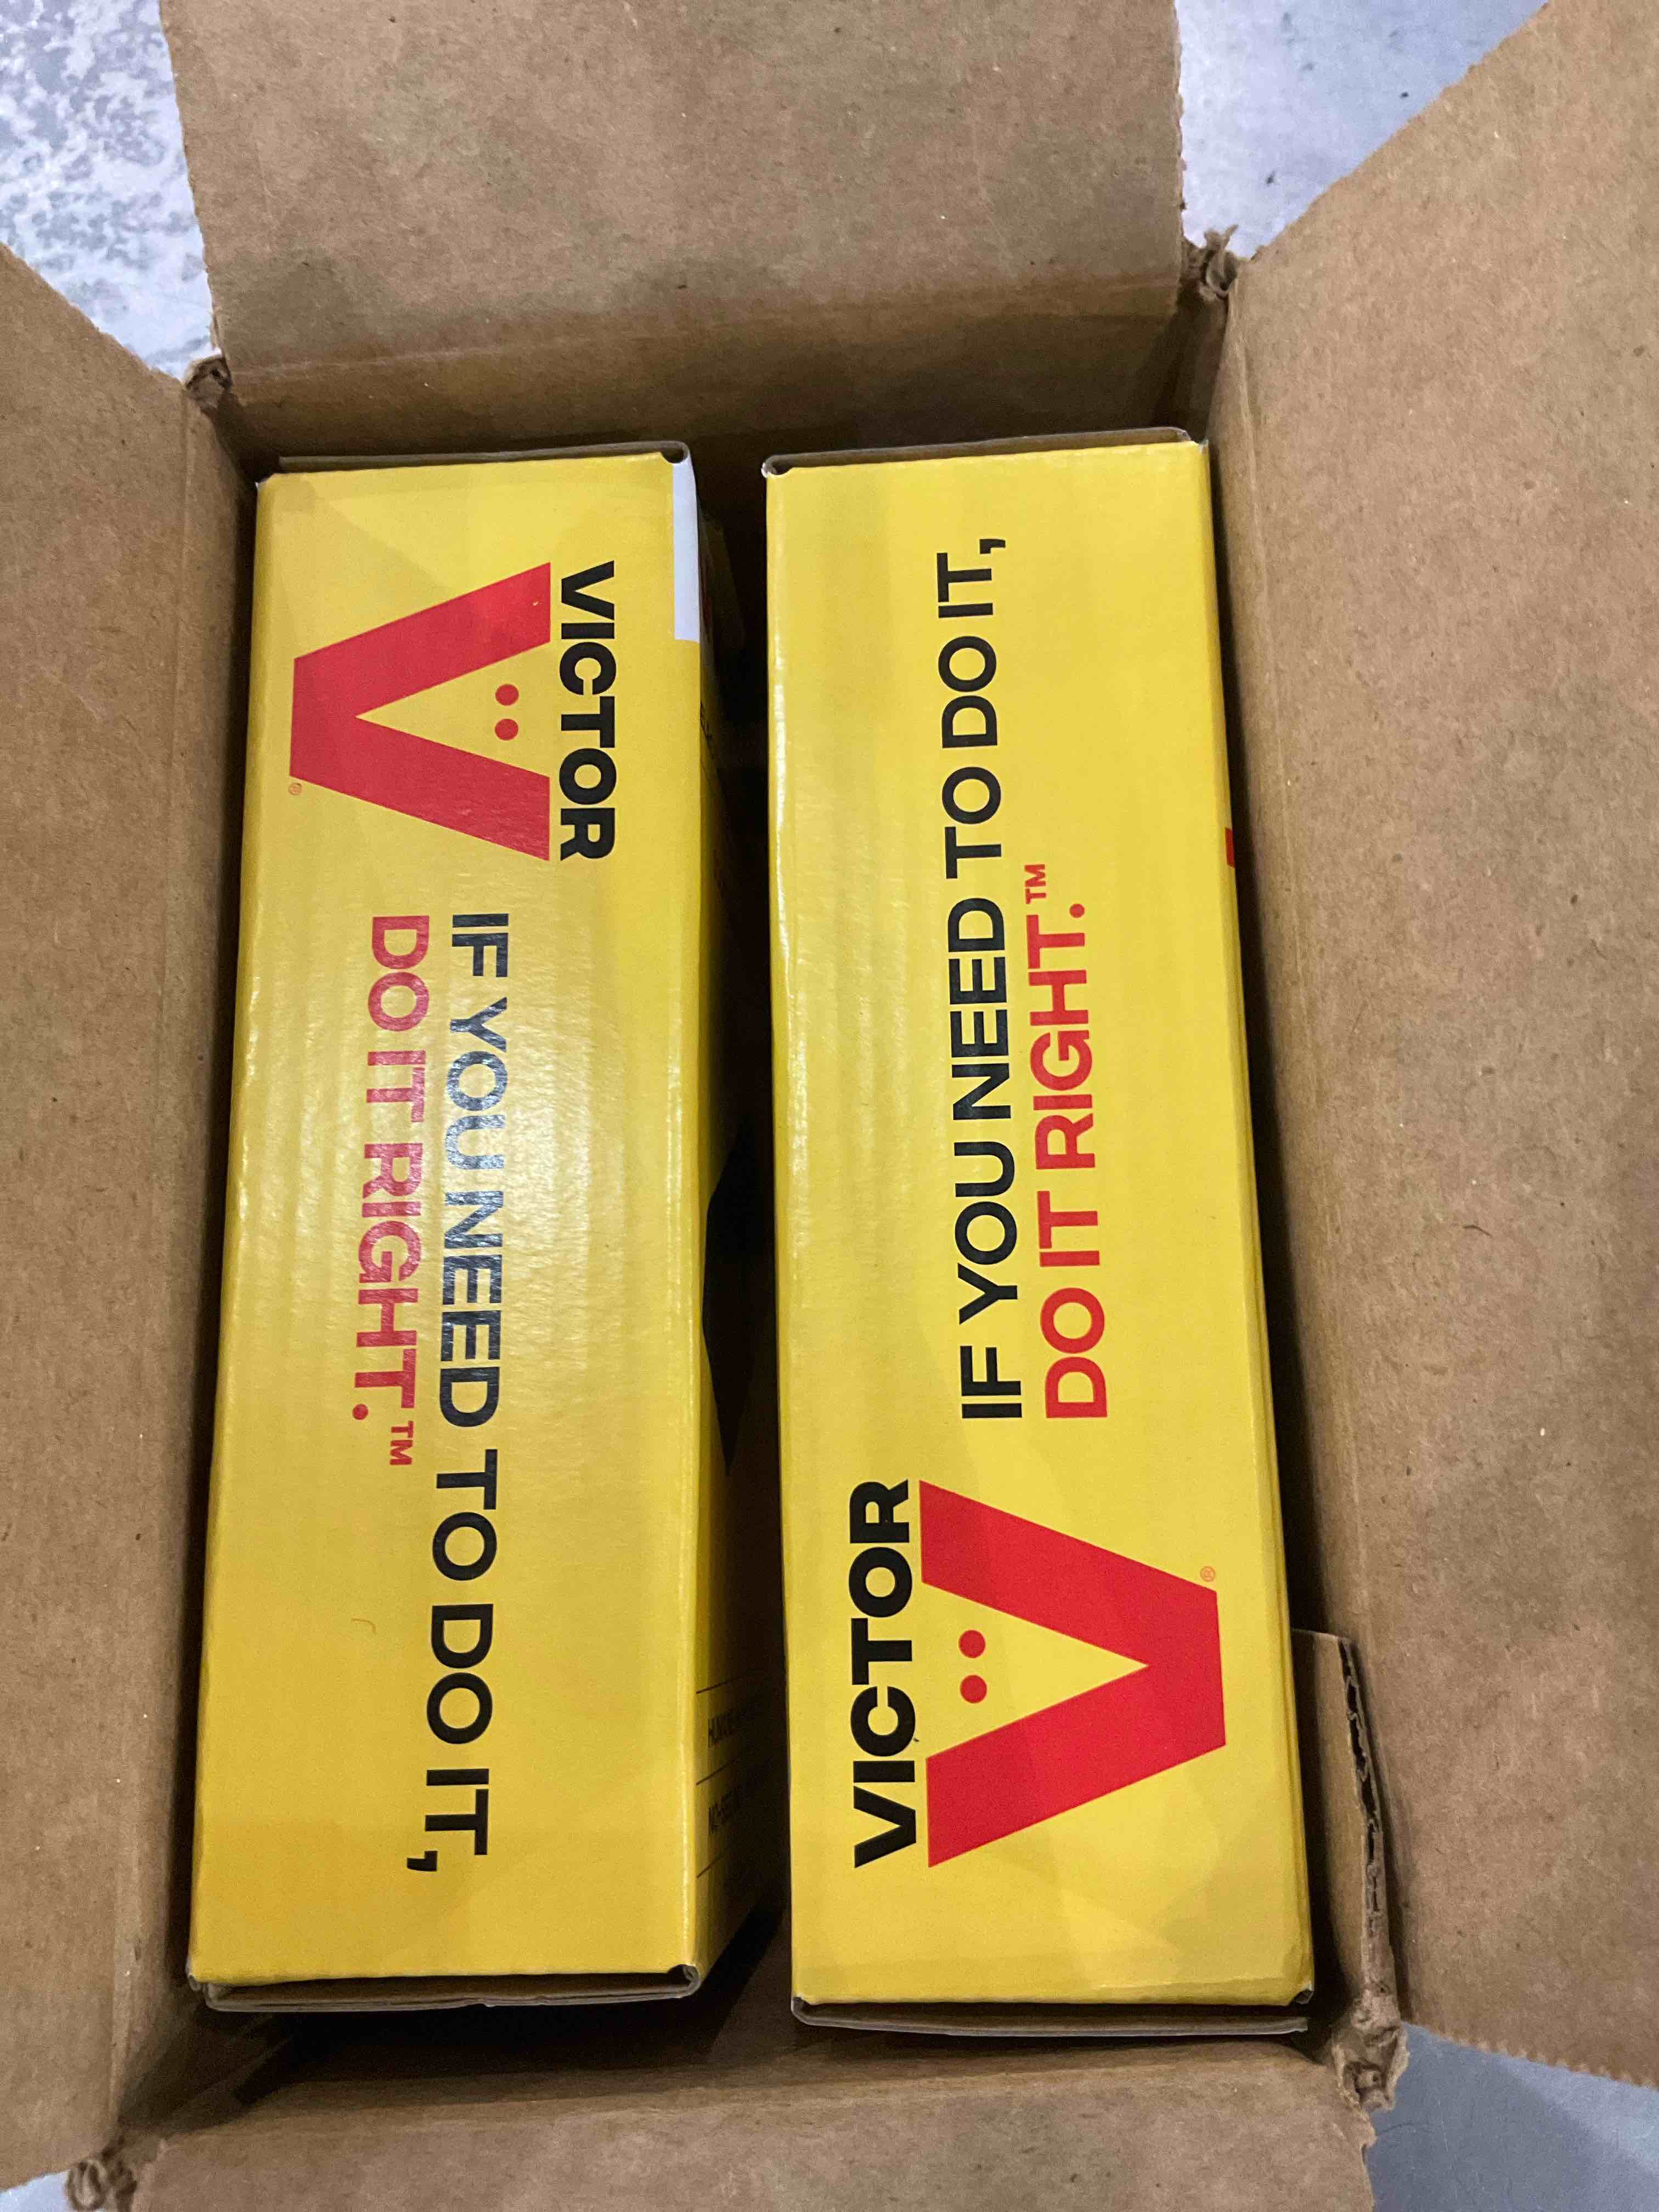 VICTOR
V
®
IF YOU NEED TO DO IT,
DO IT RIGHT.™
IF YOU NEED TO DO IT,
DO IT RIGHT.™
VICTOR
V
®